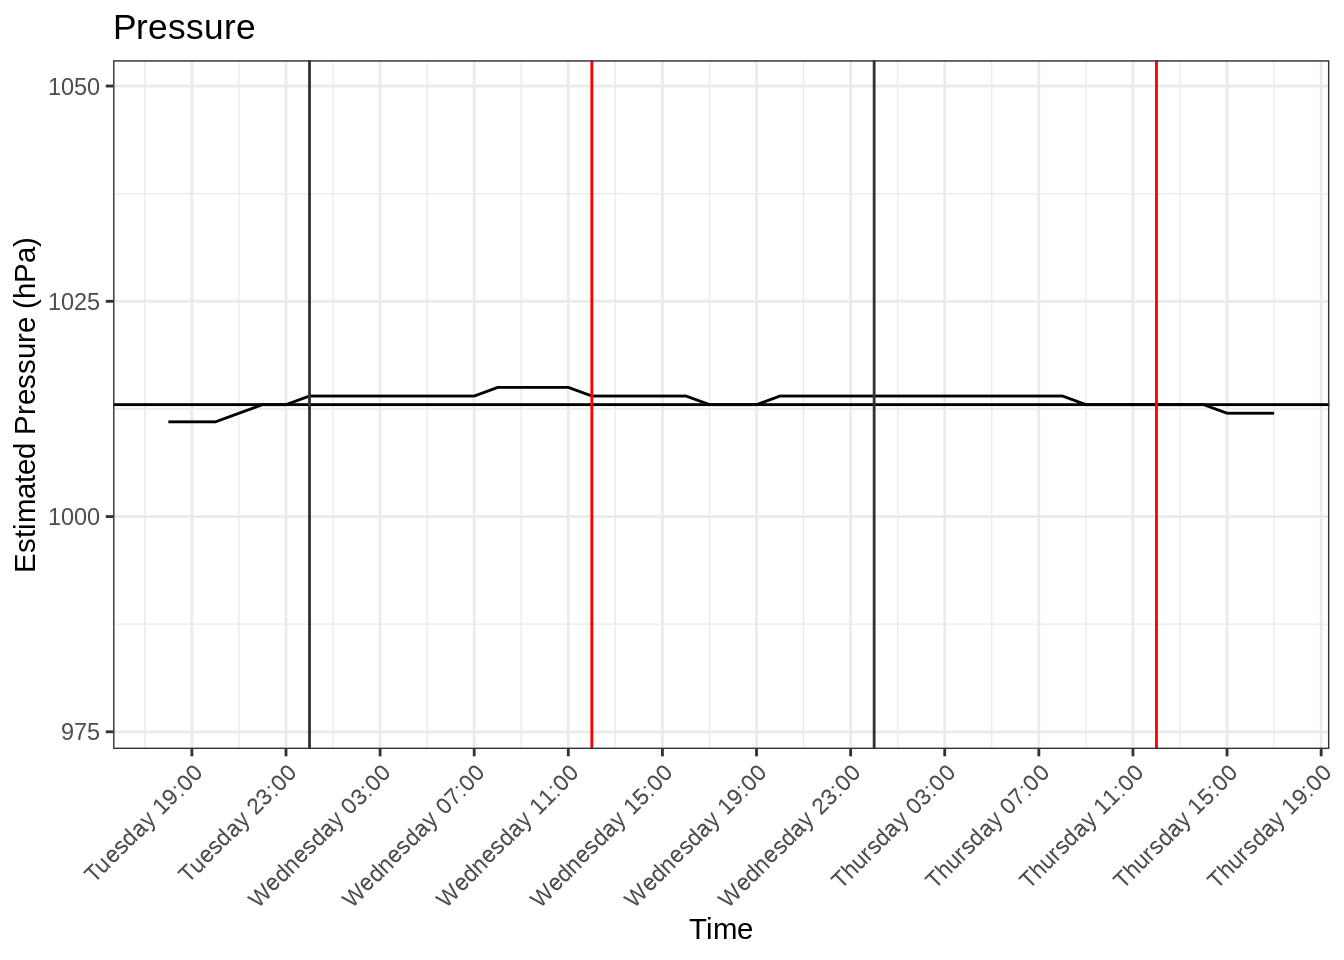 Pressure
Estimated Pressure (hPa)
1050
1025
1000
975
Tuesday 19:00
Tuesday 23:00
Wednesday 03:00
Wednesday 07:00
Wednesday 11:00
Wednesday 15:00
Wednesday 19:00
Wednesday 23:00
Thursday 03:00
Thursday 07:00
Thursday 11:00
Thursday 15:00
Thursday 19:00
Time